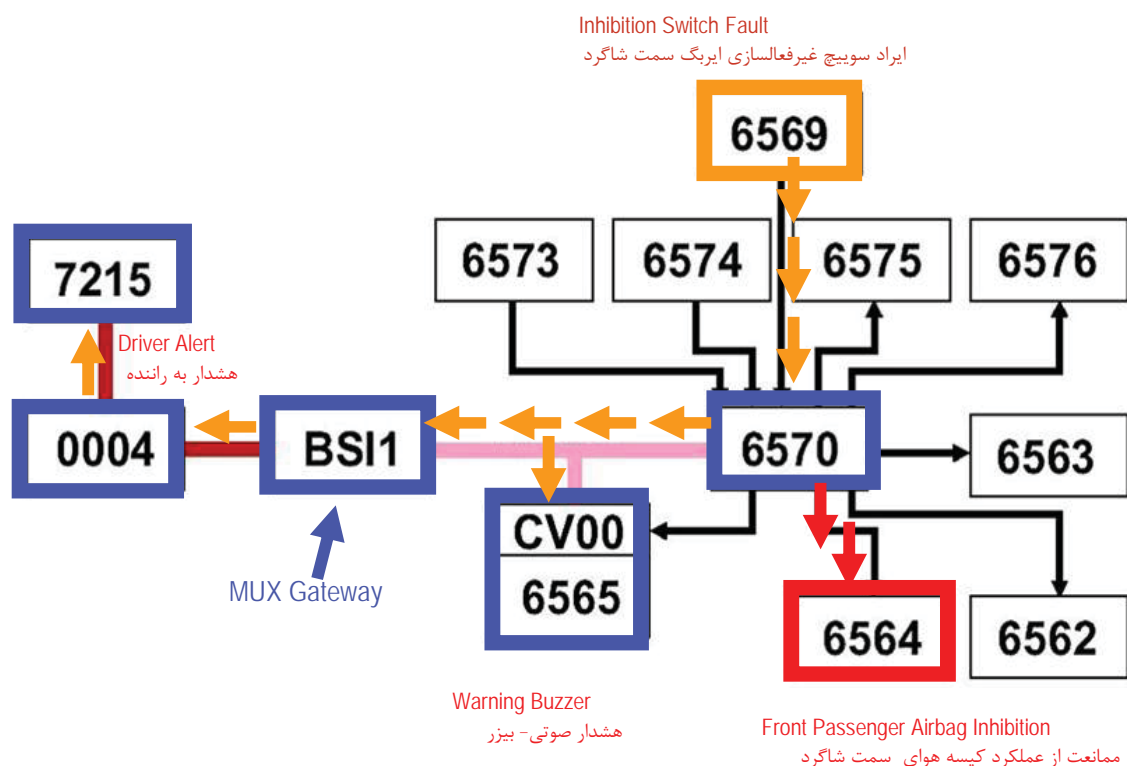 Inhibition Switch Fault
ایراد سوییچ غیرفعالسازی ایربگ سمت شاگرد
6569
7215
6573
6574
6575
6576
Driver Alert
هشدار به راننده
0004
BSI1
6570
6563
CV00
6565
MUX Gateway
6564
6562
Warning Buzzer
هشدار صوتی- بیزر
Front Passenger Airbag Inhibition
ممانعت از عملکرد کیسه هوای سمت شاگرد